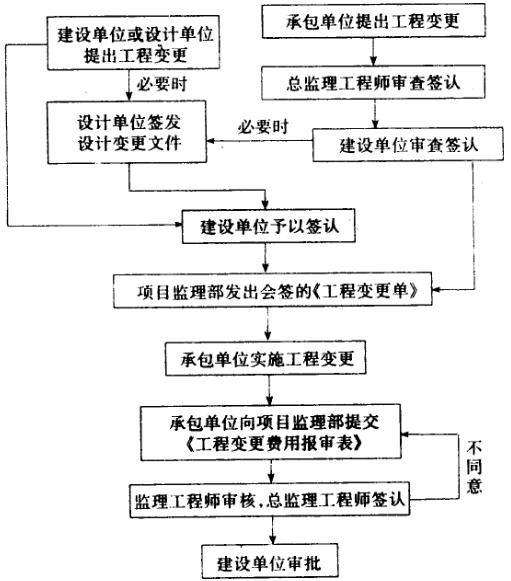 建设单位或设计单位
提出工程变更
承包单位提出工程变更
必要时
总监理工程师审查签认
设计单位签发
设计变更文件
必要时
建设单位审查签认
建设单位予以签认
项目监理部发出会签的《工程变更单》
承包单位实施工程变更
承包单位向项目监理部提交
《工程变更费用报审表》
不同意
监理工程师审核,总监理工程师签认
建设单位审批